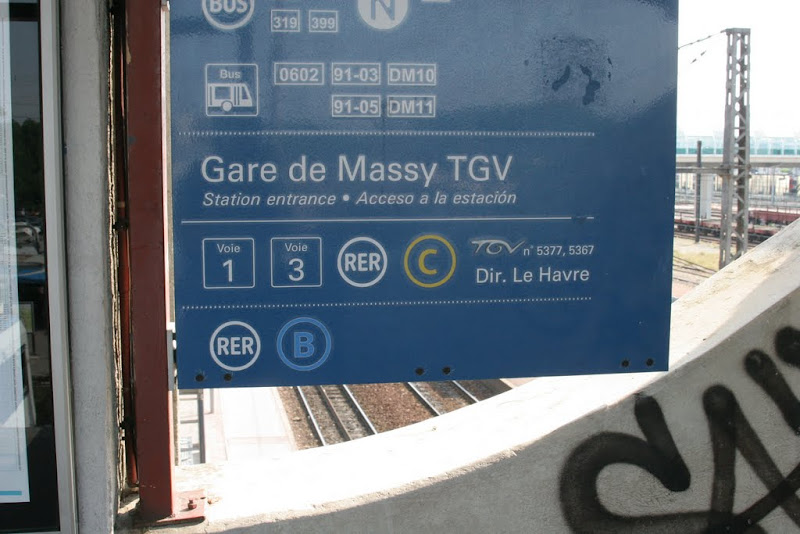 BUS N
319 399
Bus 0602 91-03 DM10
91-05 DM11
Gare de Massy TGV
Station entrance • Acceso a la estación
Voie 1 Voie 3 RER C TGV n° 5377, 5367
Dir. Le Havre
RER B